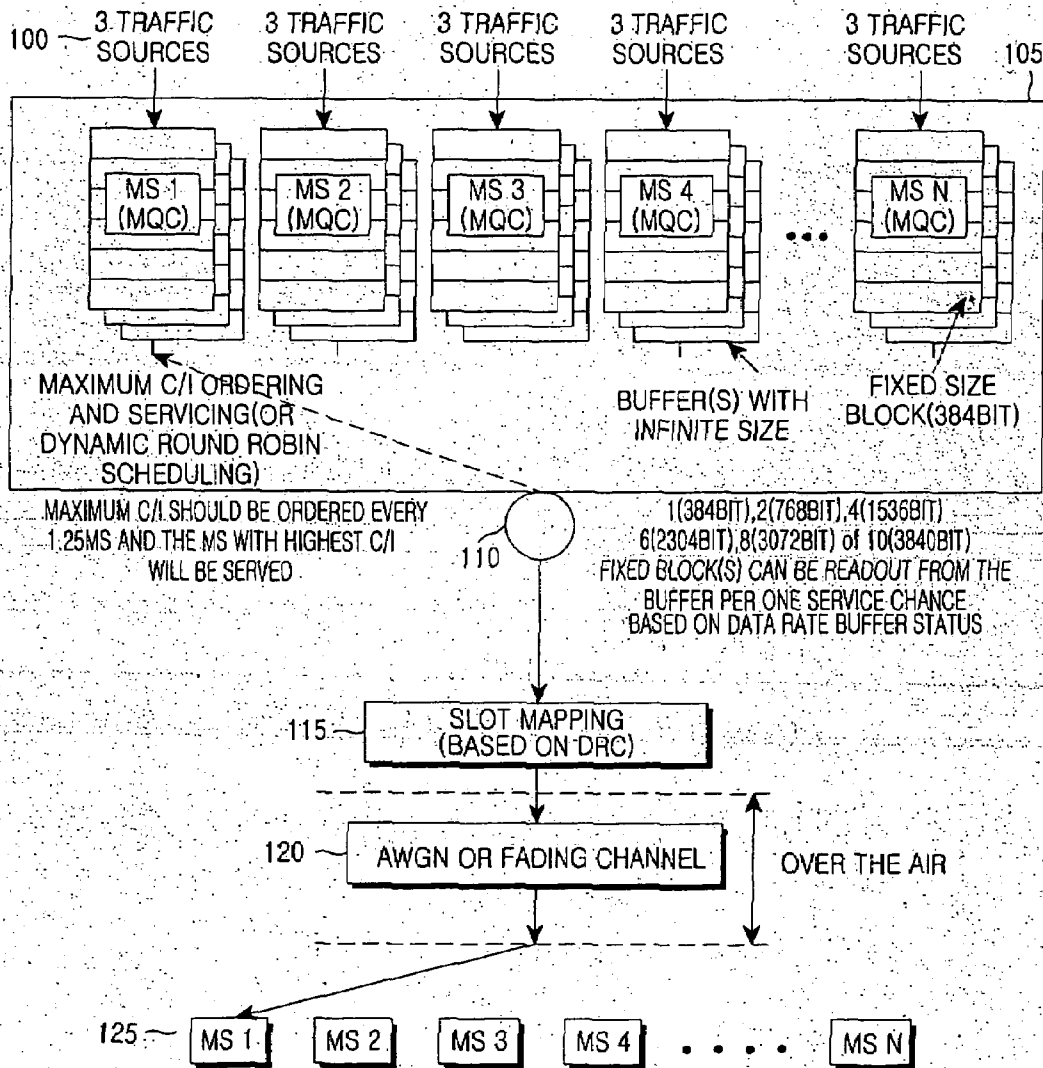 100
3 TRAFFIC
SOURCES
3 TRAFFIC
SOURCES
3 TRAFFIC
SOURCES
3 TRAFFIC
SOURCES
3 TRAFFIC
SOURCES
105
MS 1
(MQC)
MS 2
(MQC)
MS 3
(MQC)
MS 4
(MQC)
MS N
(MQC)
MAXIMUM C/I ORDERING
AND SERVICING(OR
DYNAMIC ROUND ROBIN
SCHEDULING)
BUFFER(S) WITH
INFINITE SIZE
FIXED SIZE
BLOCK(384BIT)
MAXIMUM C/I SHOULD BE ORDERED EVERY
1.25MS AND THE MS WITH HIGHEST C/I
WILL BE SERVED
110
1(384BIT),2(768BIT),4(1536BIT)
6(2304BIT),8(3072BIT) of 10(3840BIT)
FIXED BLOCK(S) CAN BE READOUT FROM THE
BUFFER PER ONE SERVICE CHANCE
BASED ON DATA RATE BUFFER STATUS
115
SLOT MAPPING
(BASED ON DRC)
120
AWGN OR FADING CHANNEL
OVER THE AIR
125
MS 1
MS 2
MS 3
MS 4
MS N